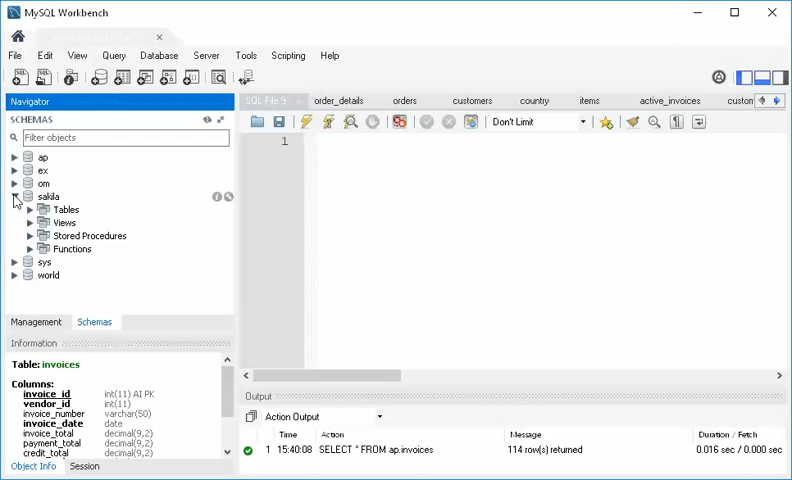 MySQL Workbench
File Edit View Query Database Server Tools Scripting Help
Navigator
SCHEMAS
Filter objects
ap
ex
om
sakila
Tables
Views
Stored Procedures
Functions
sys
world
Management Schemas
Information
Table: invoices
Columns:
invoice_id int(11) AI PK
vendor_id int(11)
invoice_number varchar(50)
invoice_date date
invoice_total decimal(9,2)
payment_total decimal(9,2)
credit_total decimal(9,2)
Object Info Session
SQL File 9 order_details orders customers country items active_invoices custom
Don't Limit
1
Output
Action Output
Time Action Message Duration / Fetch
1 15:40:08 SELECT * FROM ap.invoices 114 row(s) returned 0.016 sec / 0.000 sec